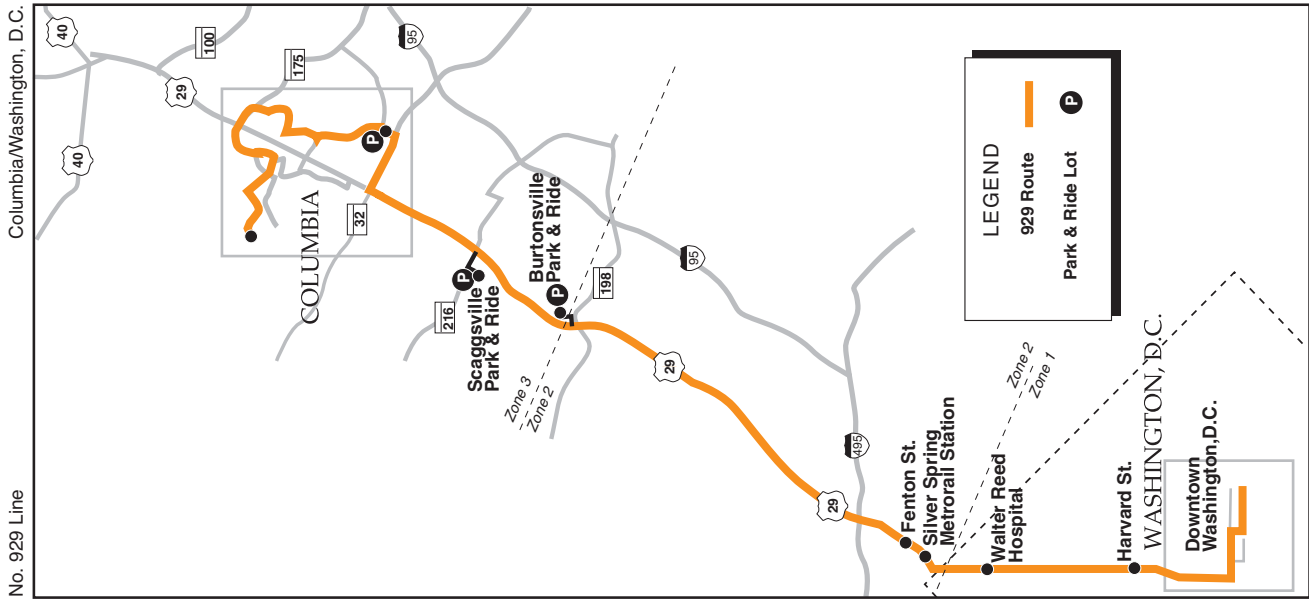 No. 929 Line
Columbia/Washington, D.C.
40
40
29
100
175
95
COLUMBIA
32
216
Scaggsville
Park & Ride
P
P
Burtonsville
Park & Ride
P
198
95
Zone 3
Zone 2
29
LEGEND
929 Route
Park & Ride Lot
P
495
29
Fenton St.
Silver Spring
Metrorail Station
Zone 2
Zone 1
Walter Reed
Hospital
Harvard St.
WASHINGTON, D.C.
Downtown
Washington,D.C.